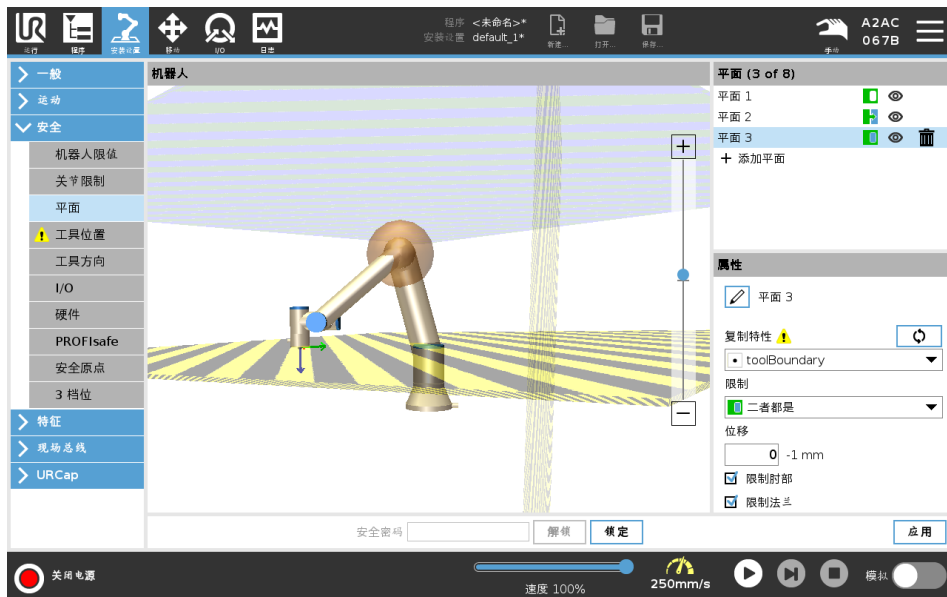 UR
运行
程序
安装设置
移动
I/O
日志
程序 <未命名>*
安装设置 default_1*
新建...
打开...
保存...
手动
A2AC
067B
一般
运动
安全
机器人限值
关节限制
平面
工具位置
工具方向
I/O
硬件
PROFIsafe
安全原点
3 档位
特征
现场总线
URCap
机器人
平面 (3 of 8)
平面 1
平面 2
平面 3
+ 添加平面
属性
平面 3
复制特性
toolBoundary
限制
二者都是
位移
0 -1 mm
限制肘部
限制法兰
安全密码
解锁
锁定
应用
关闭电源
速度 100%
250mm/s
模拟